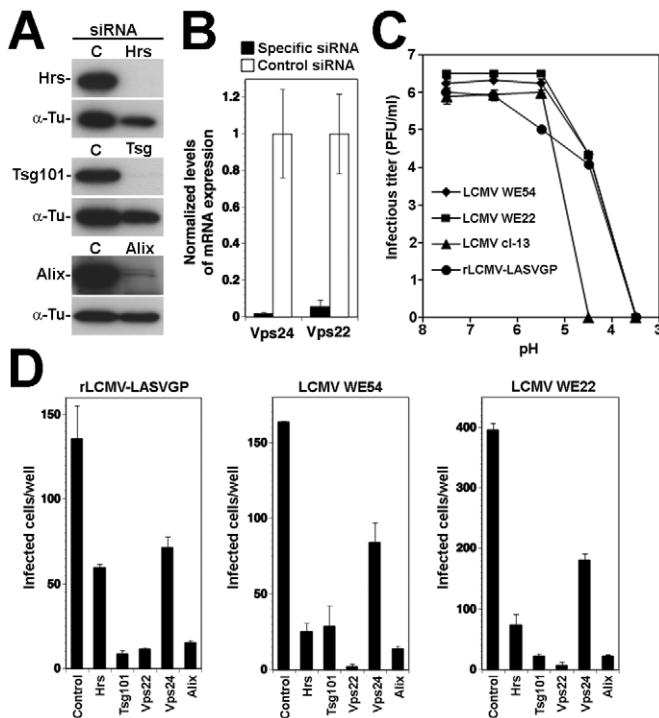 A
siRNA
C Hrs
Hrs-
α-Tu-
C Tsg
Tsg101-
α-Tu-
C Alix
Alix-
α-Tu-
B
Specific siRNA
Control siRNA
Normalized levels
of mRNA expression
1.2
1
0.8
0.6
0.4
0.2
0
Vps24 Vps22
C
Infectious titer (PFU/ml)
7
6
5
4
3
2
1
0
LCMV WE54
LCMV WE22
LCMV cl-13
rLCMV-LASVGP
8 7 6 5 4 3
pH
D
rLCMV-LASVGP
Infected cells/well
150
100
50
0
Control Hrs Tsg101 Vps22 Vps24 Alix
LCMV WE54
Infected cells/well
150
100
50
0
Control Hrs Tsg101 Vps22 Vps24 Alix
LCMV WE22
Infected cells/well
400
300
200
100
0
Control Hrs Tsg101 Vps22 Vps24 Alix